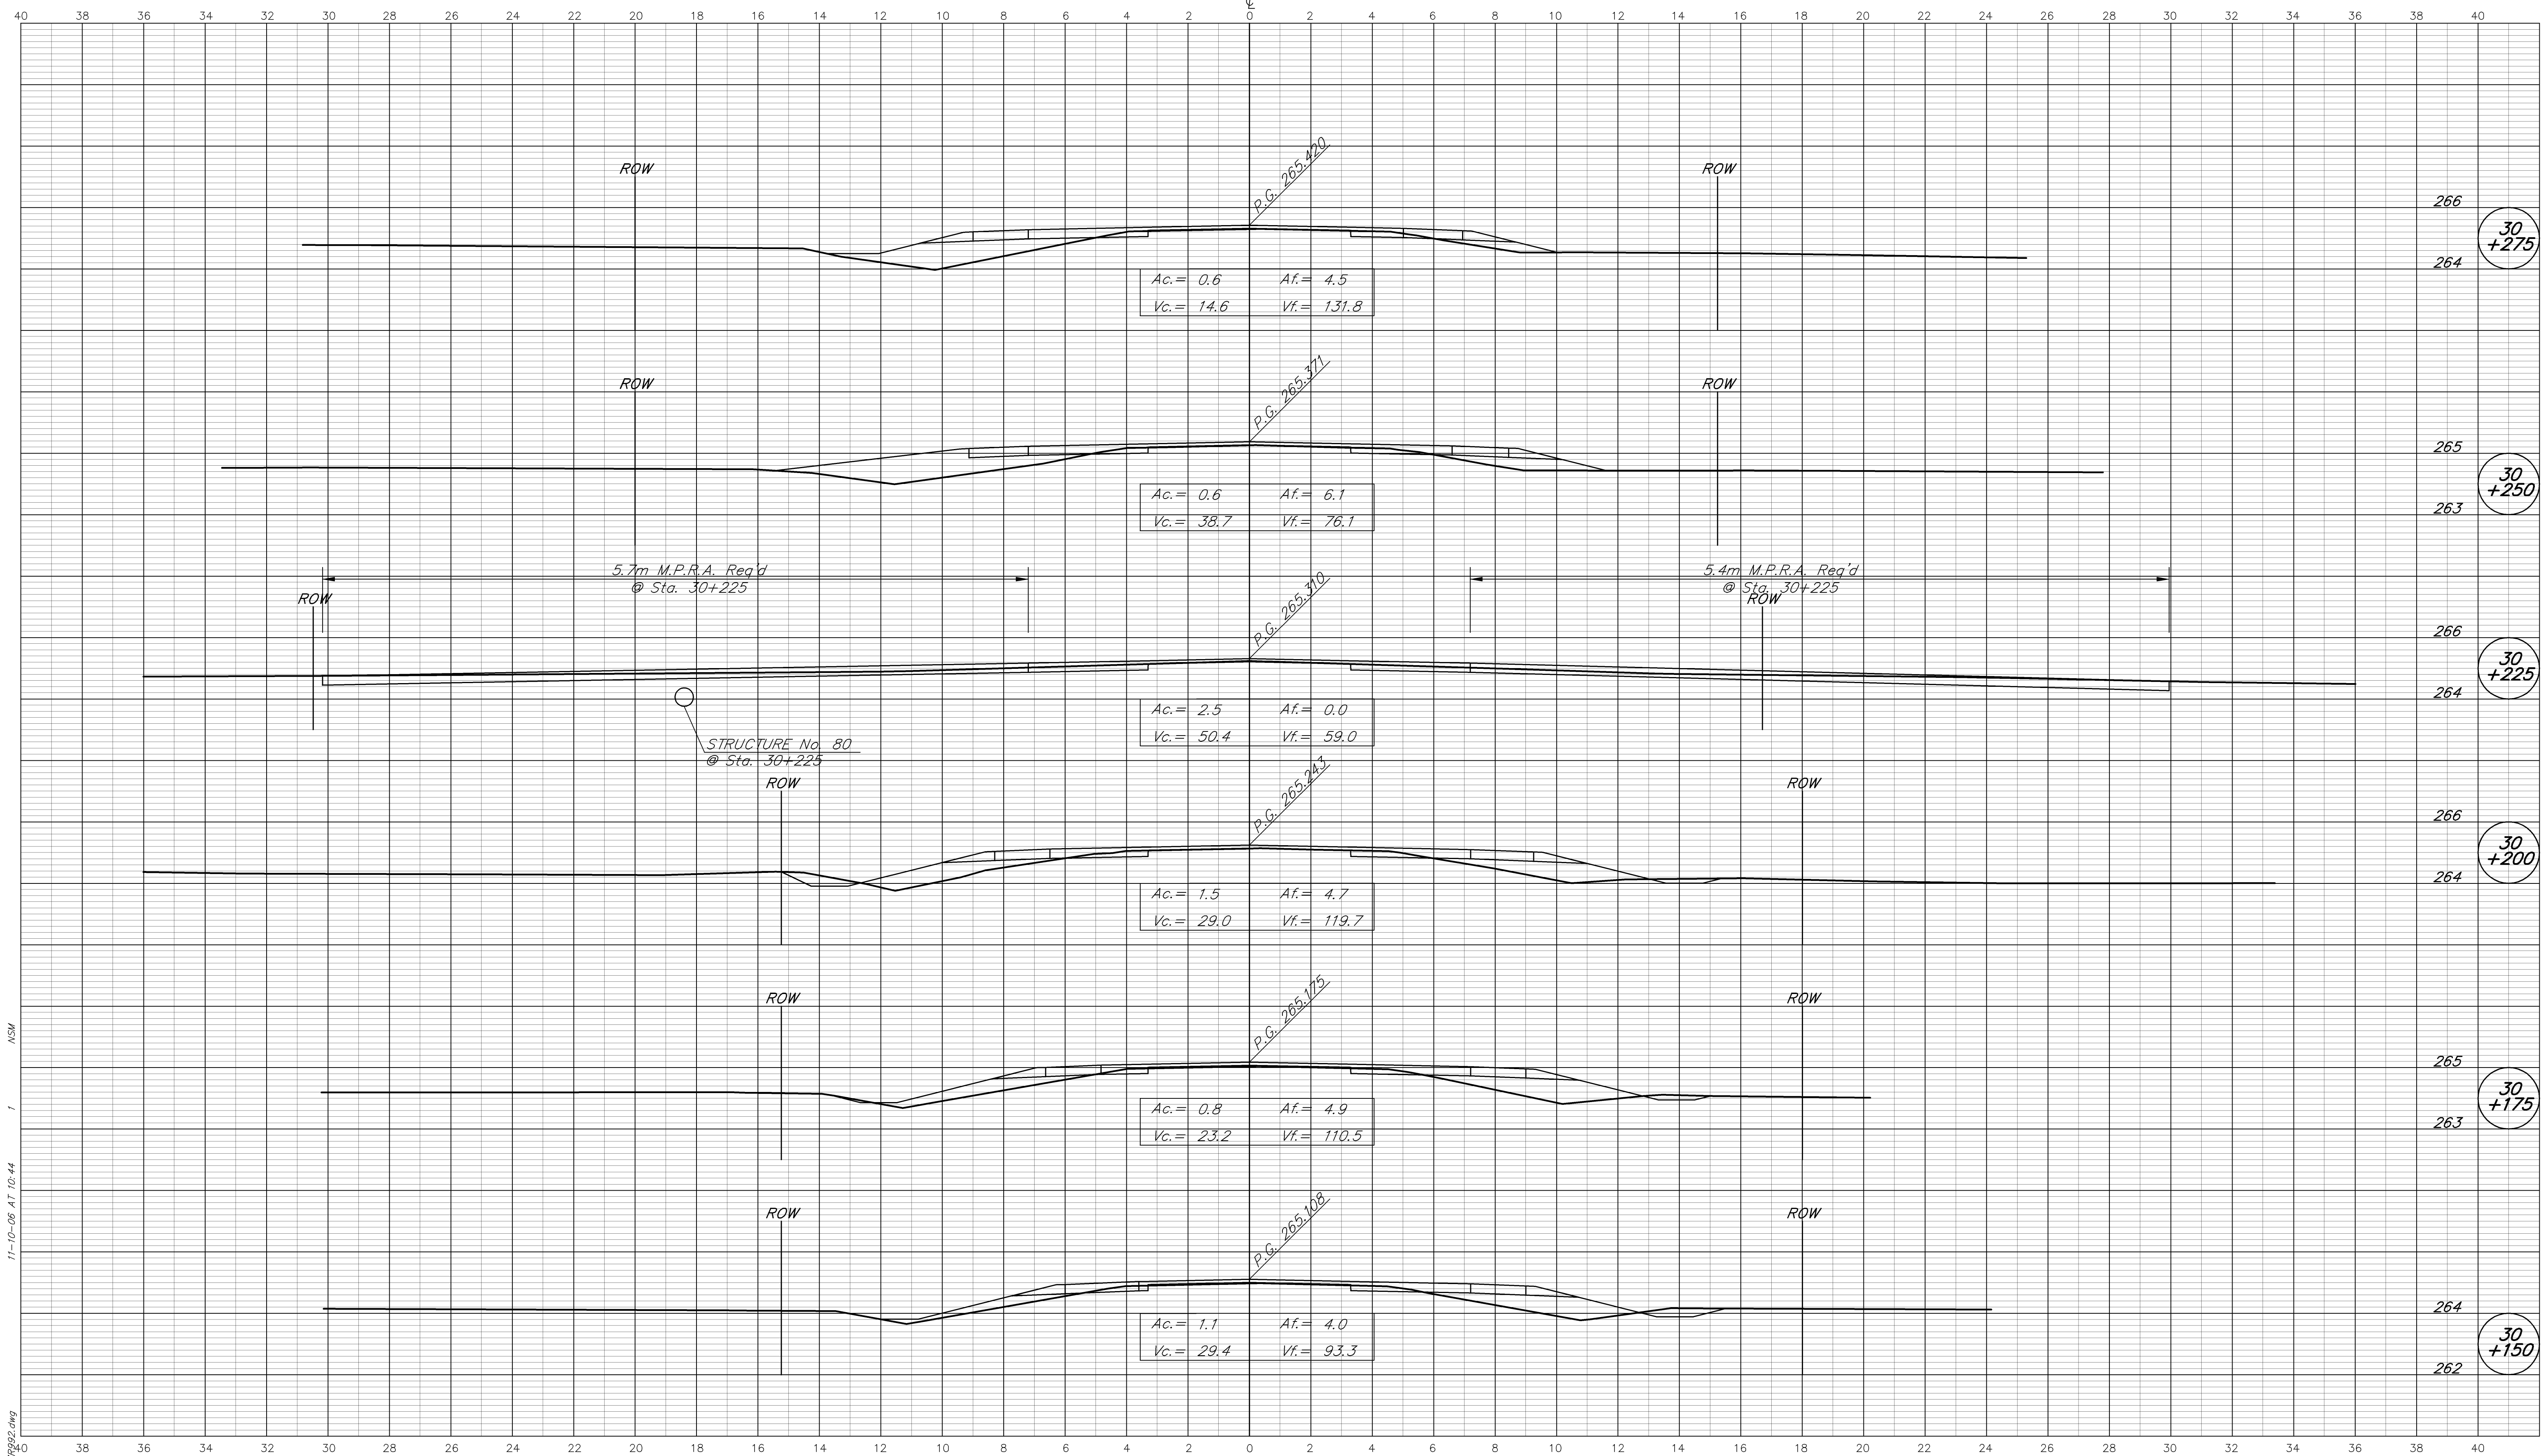 40 38 36 34 32 30 28 26 24 22 20 18 16 14 12 10 8 6 4 2 0 2 4 6 8 10 12 14 16 18 20 22 24 26 28 30 32 34 36 38 40
℄
P.G. 265.420
ROW
ROW
266
30
+275
264
Ac.= 0.6 Af.= 4.5
Vc.= 14.6 Vf.= 131.8
P.G. 265.371
ROW
ROW
265
30
+250
263
Ac.= 0.6 Af.= 6.1
Vc.= 38.7 Vf.= 76.1
5.7m M.P.R.A. Req'd
@ Sta. 30+225
5.4m M.P.R.A. Req'd
@ Sta. 30+225
P.G. 265.310
ROW
ROW
266
30
+225
264
Ac.= 2.5 Af.= 0.0
Vc.= 50.4 Vf.= 59.0
STRUCTURE No. 80
@ Sta. 30+225
P.G. 265.243
ROW
ROW
266
30
+200
264
Ac.= 1.5 Af.= 4.7
Vc.= 29.0 Vf.= 119.7
P.G. 265.175
ROW
ROW
265
30
+175
263
Ac.= 0.8 Af.= 4.9
Vc.= 23.2 Vf.= 110.5
P.G. 265.108
ROW
ROW
264
30
+150
262
Ac.= 1.1 Af.= 4.0
Vc.= 29.4 Vf.= 93.3
40 38 36 34 32 30 28 26 24 22 20 18 16 14 12 10 8 6 4 2 0 2 4 6 8 10 12 14 16 18 20 22 24 26 28 30 32 34 36 38 40
11-10-06 AT 10:44 1 NSM